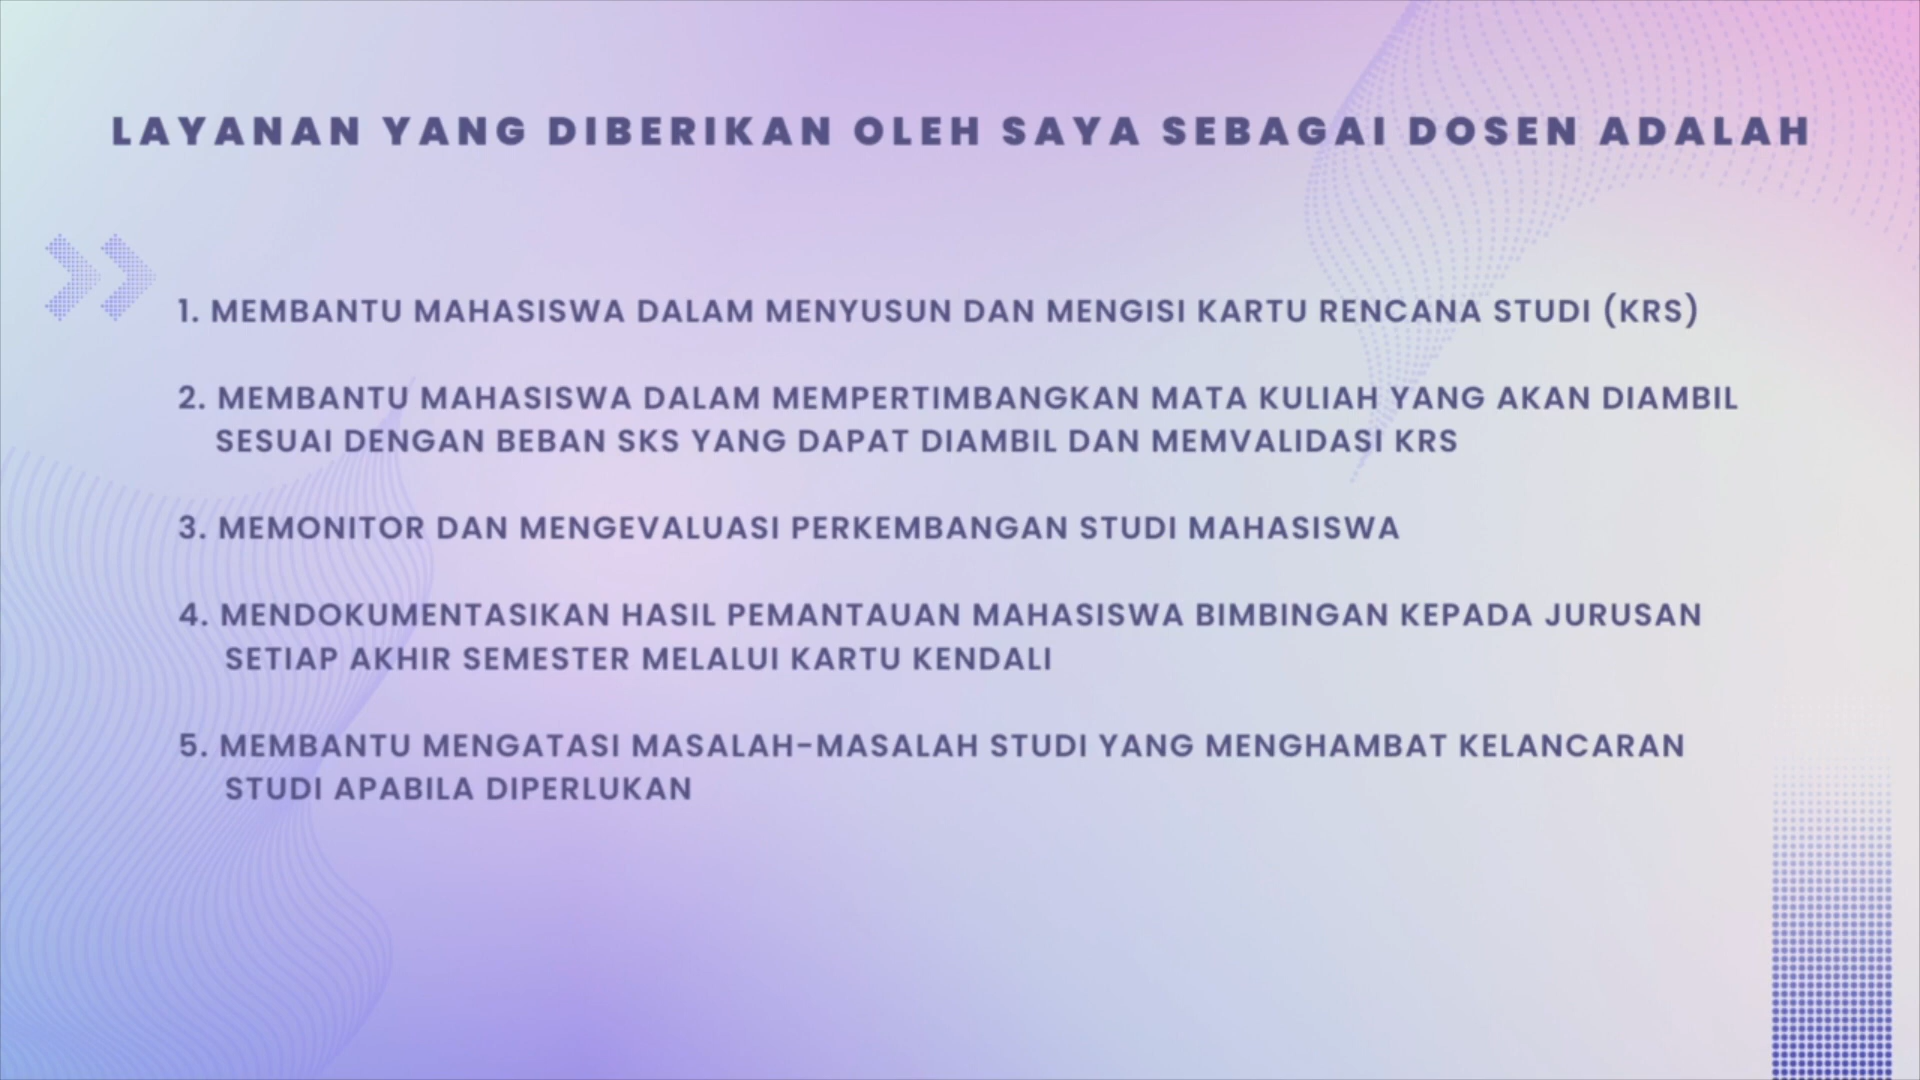 LAYANAN YANG DIBERIKAN OLEH SAYA SEBAGAI DOSEN ADALAH
1. MEMBANTU MAHASISWA DALAM MENYUSUN DAN MENGISI KARTU RENCANA STUDI (KRS)
2. MEMBANTU MAHASISWA DALAM MEMPERTIMBANGKAN MATA KULIAH YANG AKAN DIAMBIL
SESUAI DENGAN BEBAN SKS YANG DAPAT DIAMBIL DAN MEMVALIDASI KRS
3. MEMONITOR DAN MENGEVALUASI PERKEMBANGAN STUDI MAHASISWA
4. MENDOKUMENTASIKAN HASIL PEMANTAUAN MAHASISWA BIMBINGAN KEPADA JURUSAN
SETIAP AKHIR SEMESTER MELALUI KARTU KENDALI
5. MEMBANTU MENGATASI MASALAH-MASALAH STUDI YANG MENGHAMBAT KELANCARAN
STUDI APABILA DIPERLUKAN